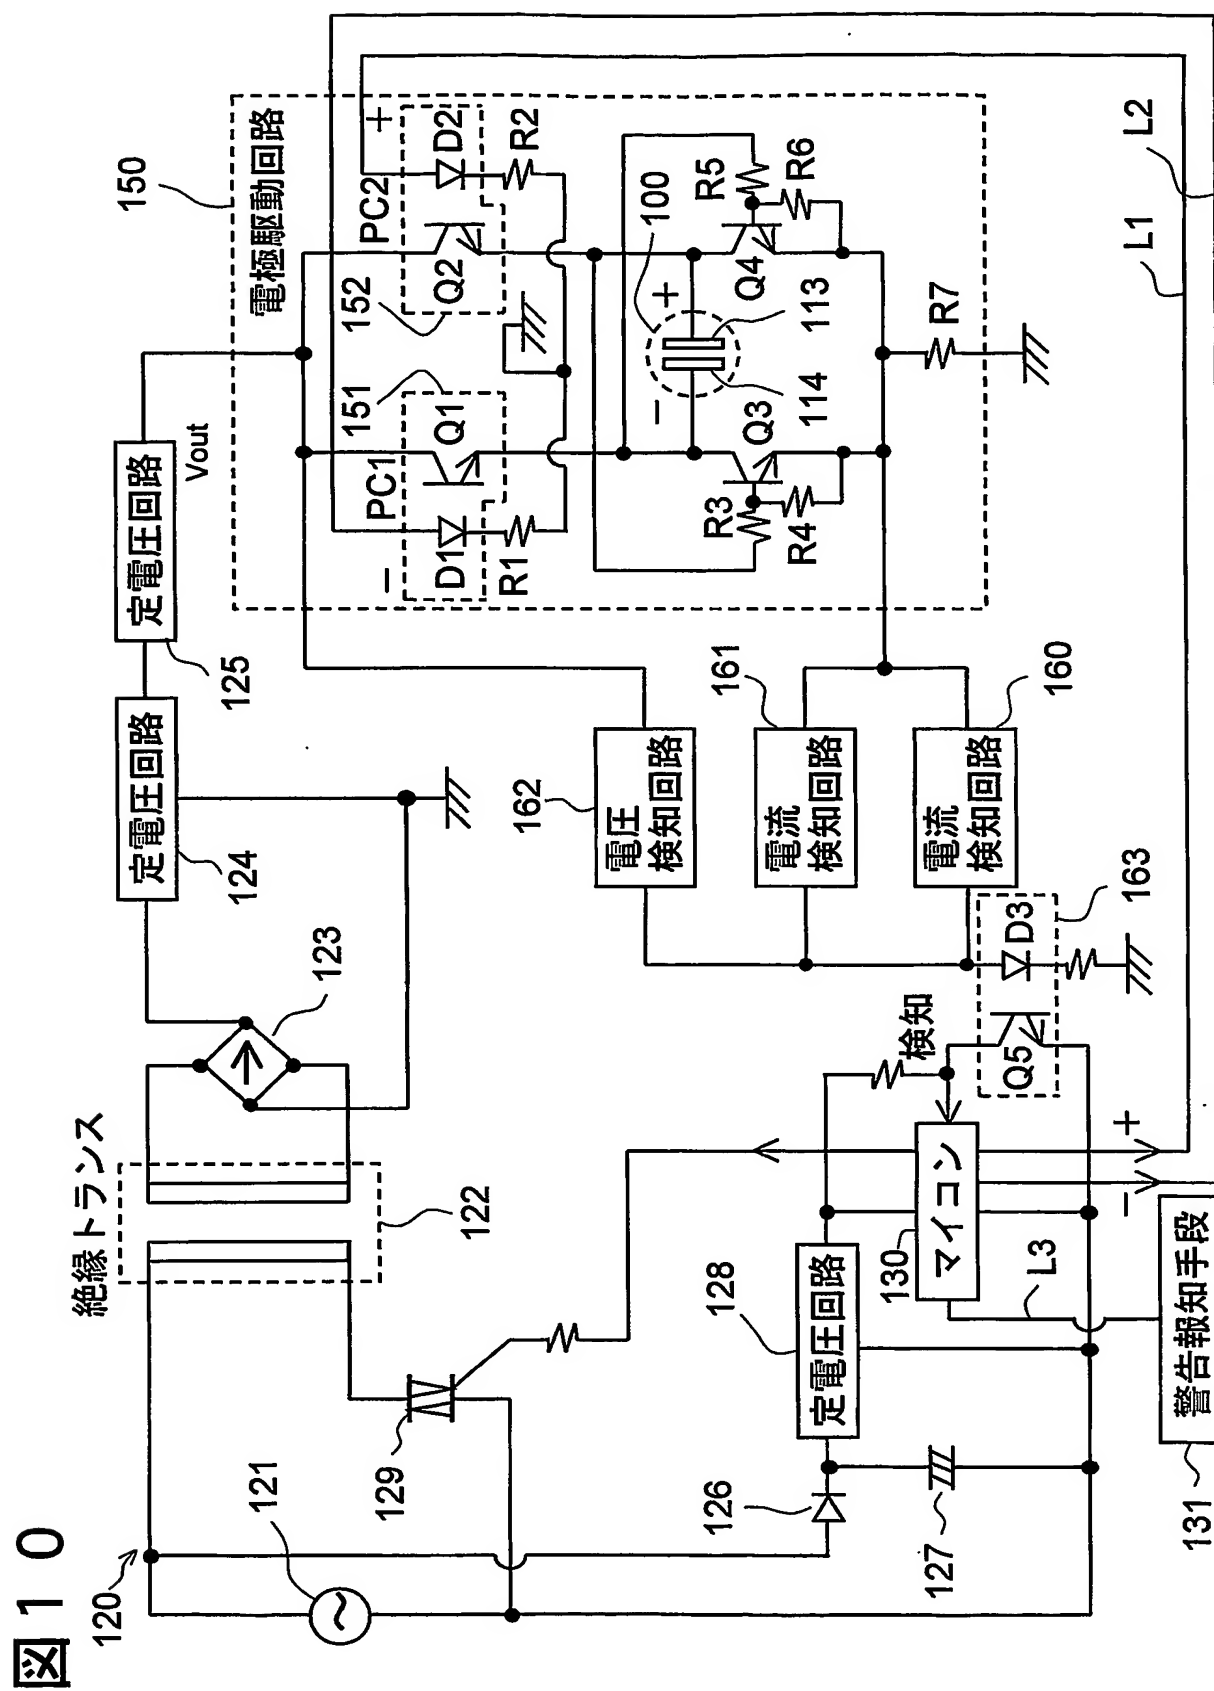 図１０
120
121
絶縁トランス
122
123
129
定電圧回路
124
定電圧回路
125
Vout
150
電極駆動回路
−
PC1
D1
Q1
R1
151
152
PC2
+
Q2
D2
R2
100
−
+
114
113
R3
R4
Q3
Q4
R5
R6
R7
L1
L2
162
電圧
検知回路
161
電流
検知回路
160
電流
検知回路
163
D3
Q5
検知
126
127
128
定電圧回路
130
マイコン
+
−
L3
131
警告報知手段